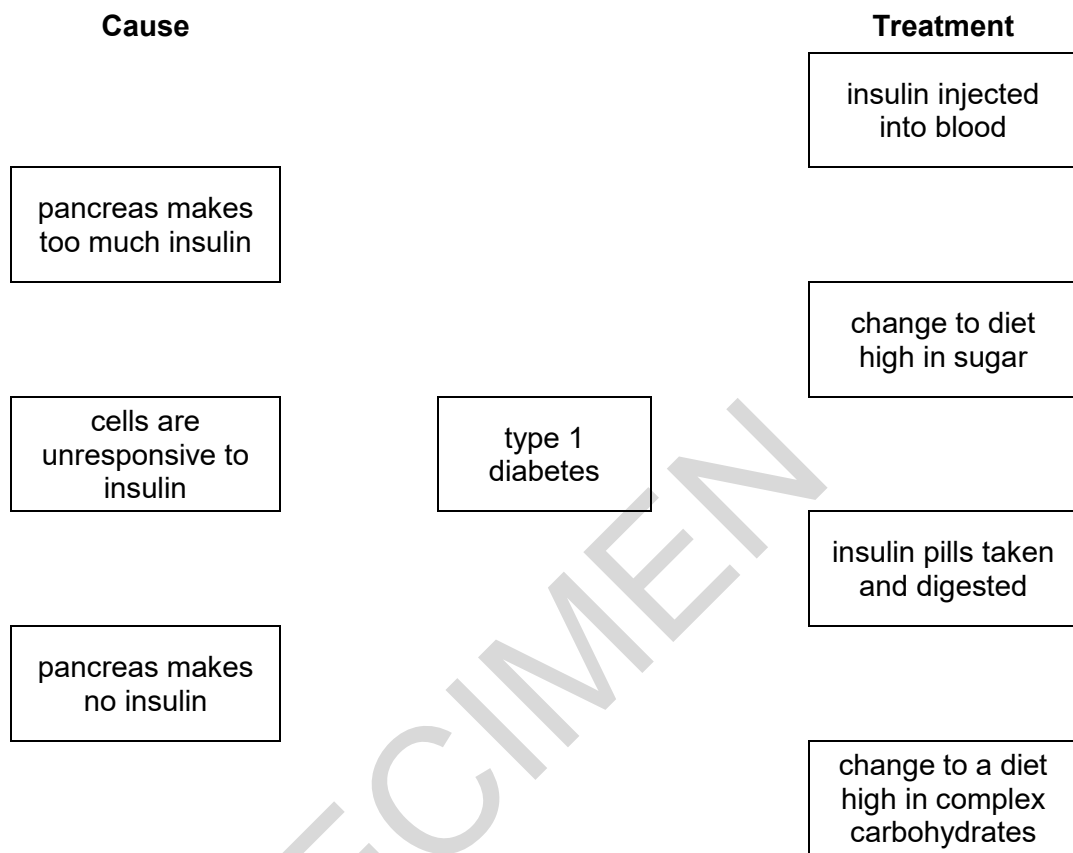 Cause
Treatment
insulin injected
into blood
pancreas makes
too much insulin
change to diet
high in sugar
cells are
unresponsive to
insulin
type 1
diabetes
insulin pills taken
and digested
pancreas makes
no insulin
change to a diet
high in complex
carbohydrates
ECIMEN